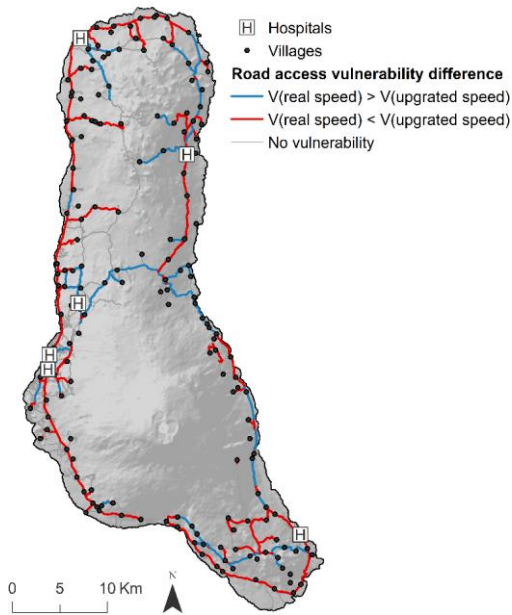 H Hospitals
Villages
Road access vulnerability difference
V(real speed) > V(upgrated speed)
V(real speed) < V(upgrated speed)
No vulnerability
H
H
H
H
H
H
N
0 5 10 Km